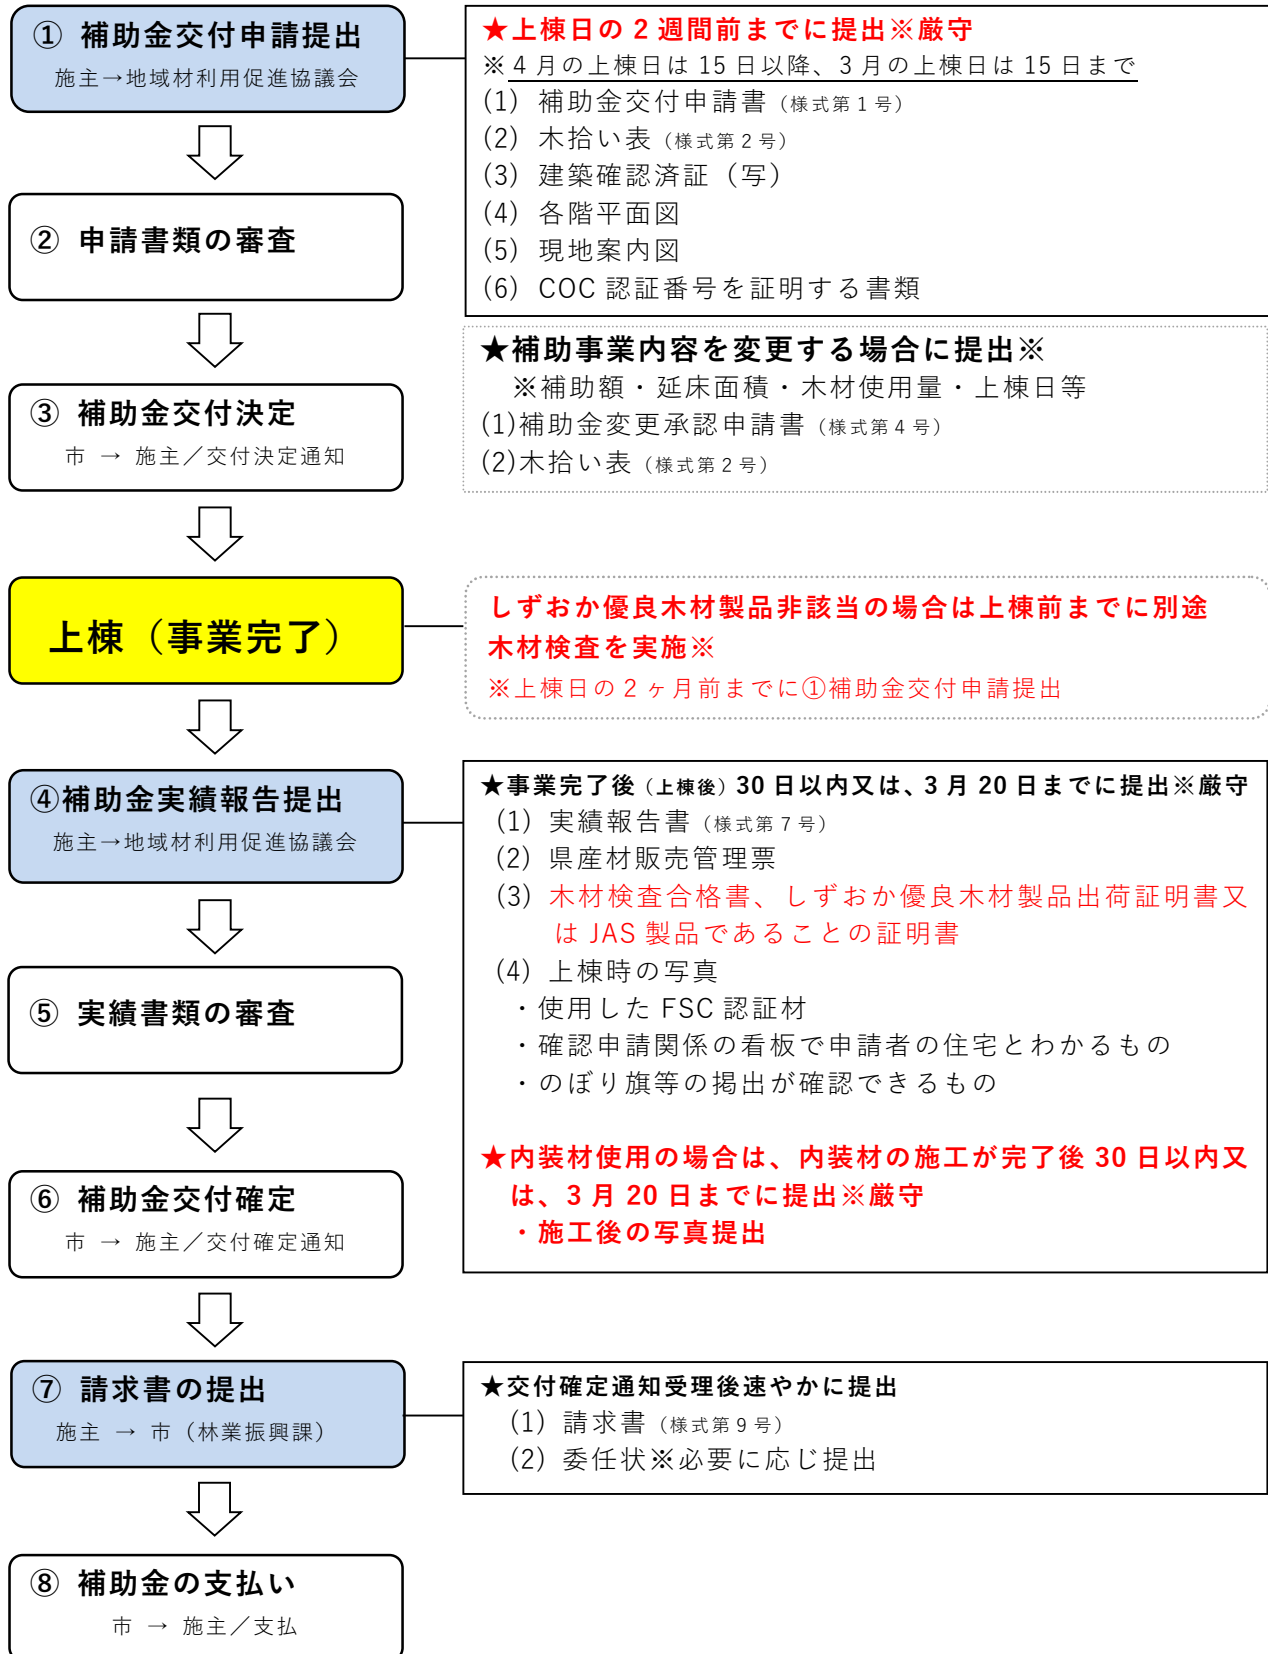 ① 補助金交付申請提出
施主→地域材利用促進協議会
★上棟日の２週間前までに提出※厳守
※４月の上棟日は 15 日以降、３月の上棟日は 15 日まで
(1) 補助金交付申請書（様式第１号）
(2) 木拾い表（様式第２号）
(3) 建築確認済証（写）
(4) 各階平面図
(5) 現地案内図
(6) COC 認証番号を証明する書類
② 申請書類の審査
★補助事業内容を変更する場合に提出※
※補助額・延床面積・木材使用量・上棟日等
(1)補助金変更承認申請書（様式第４号）
(2)木拾い表（様式第２号）
③ 補助金交付決定
市 → 施主／交付決定通知
上棟（事業完了）
しずおか優良木材製品非該当の場合は上棟前までに別途
木材検査を実施※
※上棟日の２ヶ月前までに①補助金交付申請提出
④補助金実績報告提出
施主→地域材利用促進協議会
★事業完了後（上棟後）30 日以内又は、3 月 20 日までに提出※厳守
(1) 実績報告書（様式第７号）
(2) 県産材販売管理票
(3) 木材検査合格書、しずおか優良木材製品出荷証明書又
は JAS 製品であることの証明書
(4) 上棟時の写真
・使用した FSC 認証材
・確認申請関係の看板で申請者の住宅とわかるもの
・のぼり旗等の掲出が確認できるもの
★内装材使用の場合は、内装材の施工が完了後 30 日以内又
は、3 月 20 日までに提出※厳守
・施工後の写真提出
⑤ 実績書類の審査
⑥ 補助金交付確定
市 → 施主／交付確定通知
⑦ 請求書の提出
施主 → 市（林業振興課）
★交付確定通知受理後速やかに提出
(1) 請求書（様式第９号）
(2) 委任状※必要に応じ提出
⑧ 補助金の支払い
市 → 施主／支払